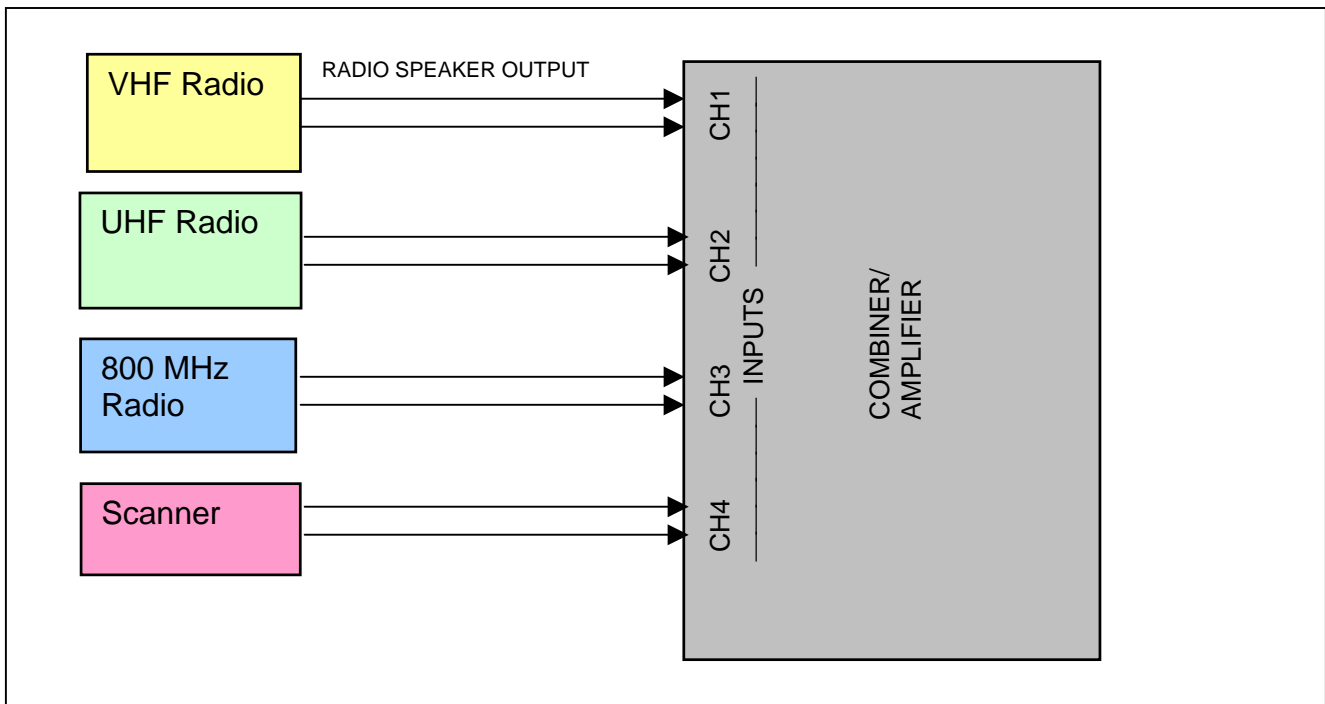 VHF Radio
RADIO SPEAKER OUTPUT
CH1
UHF Radio
CH2
INPUTS
COMBINER/
AMPLIFIER
800 MHz
Radio
CH3
Scanner
CH4